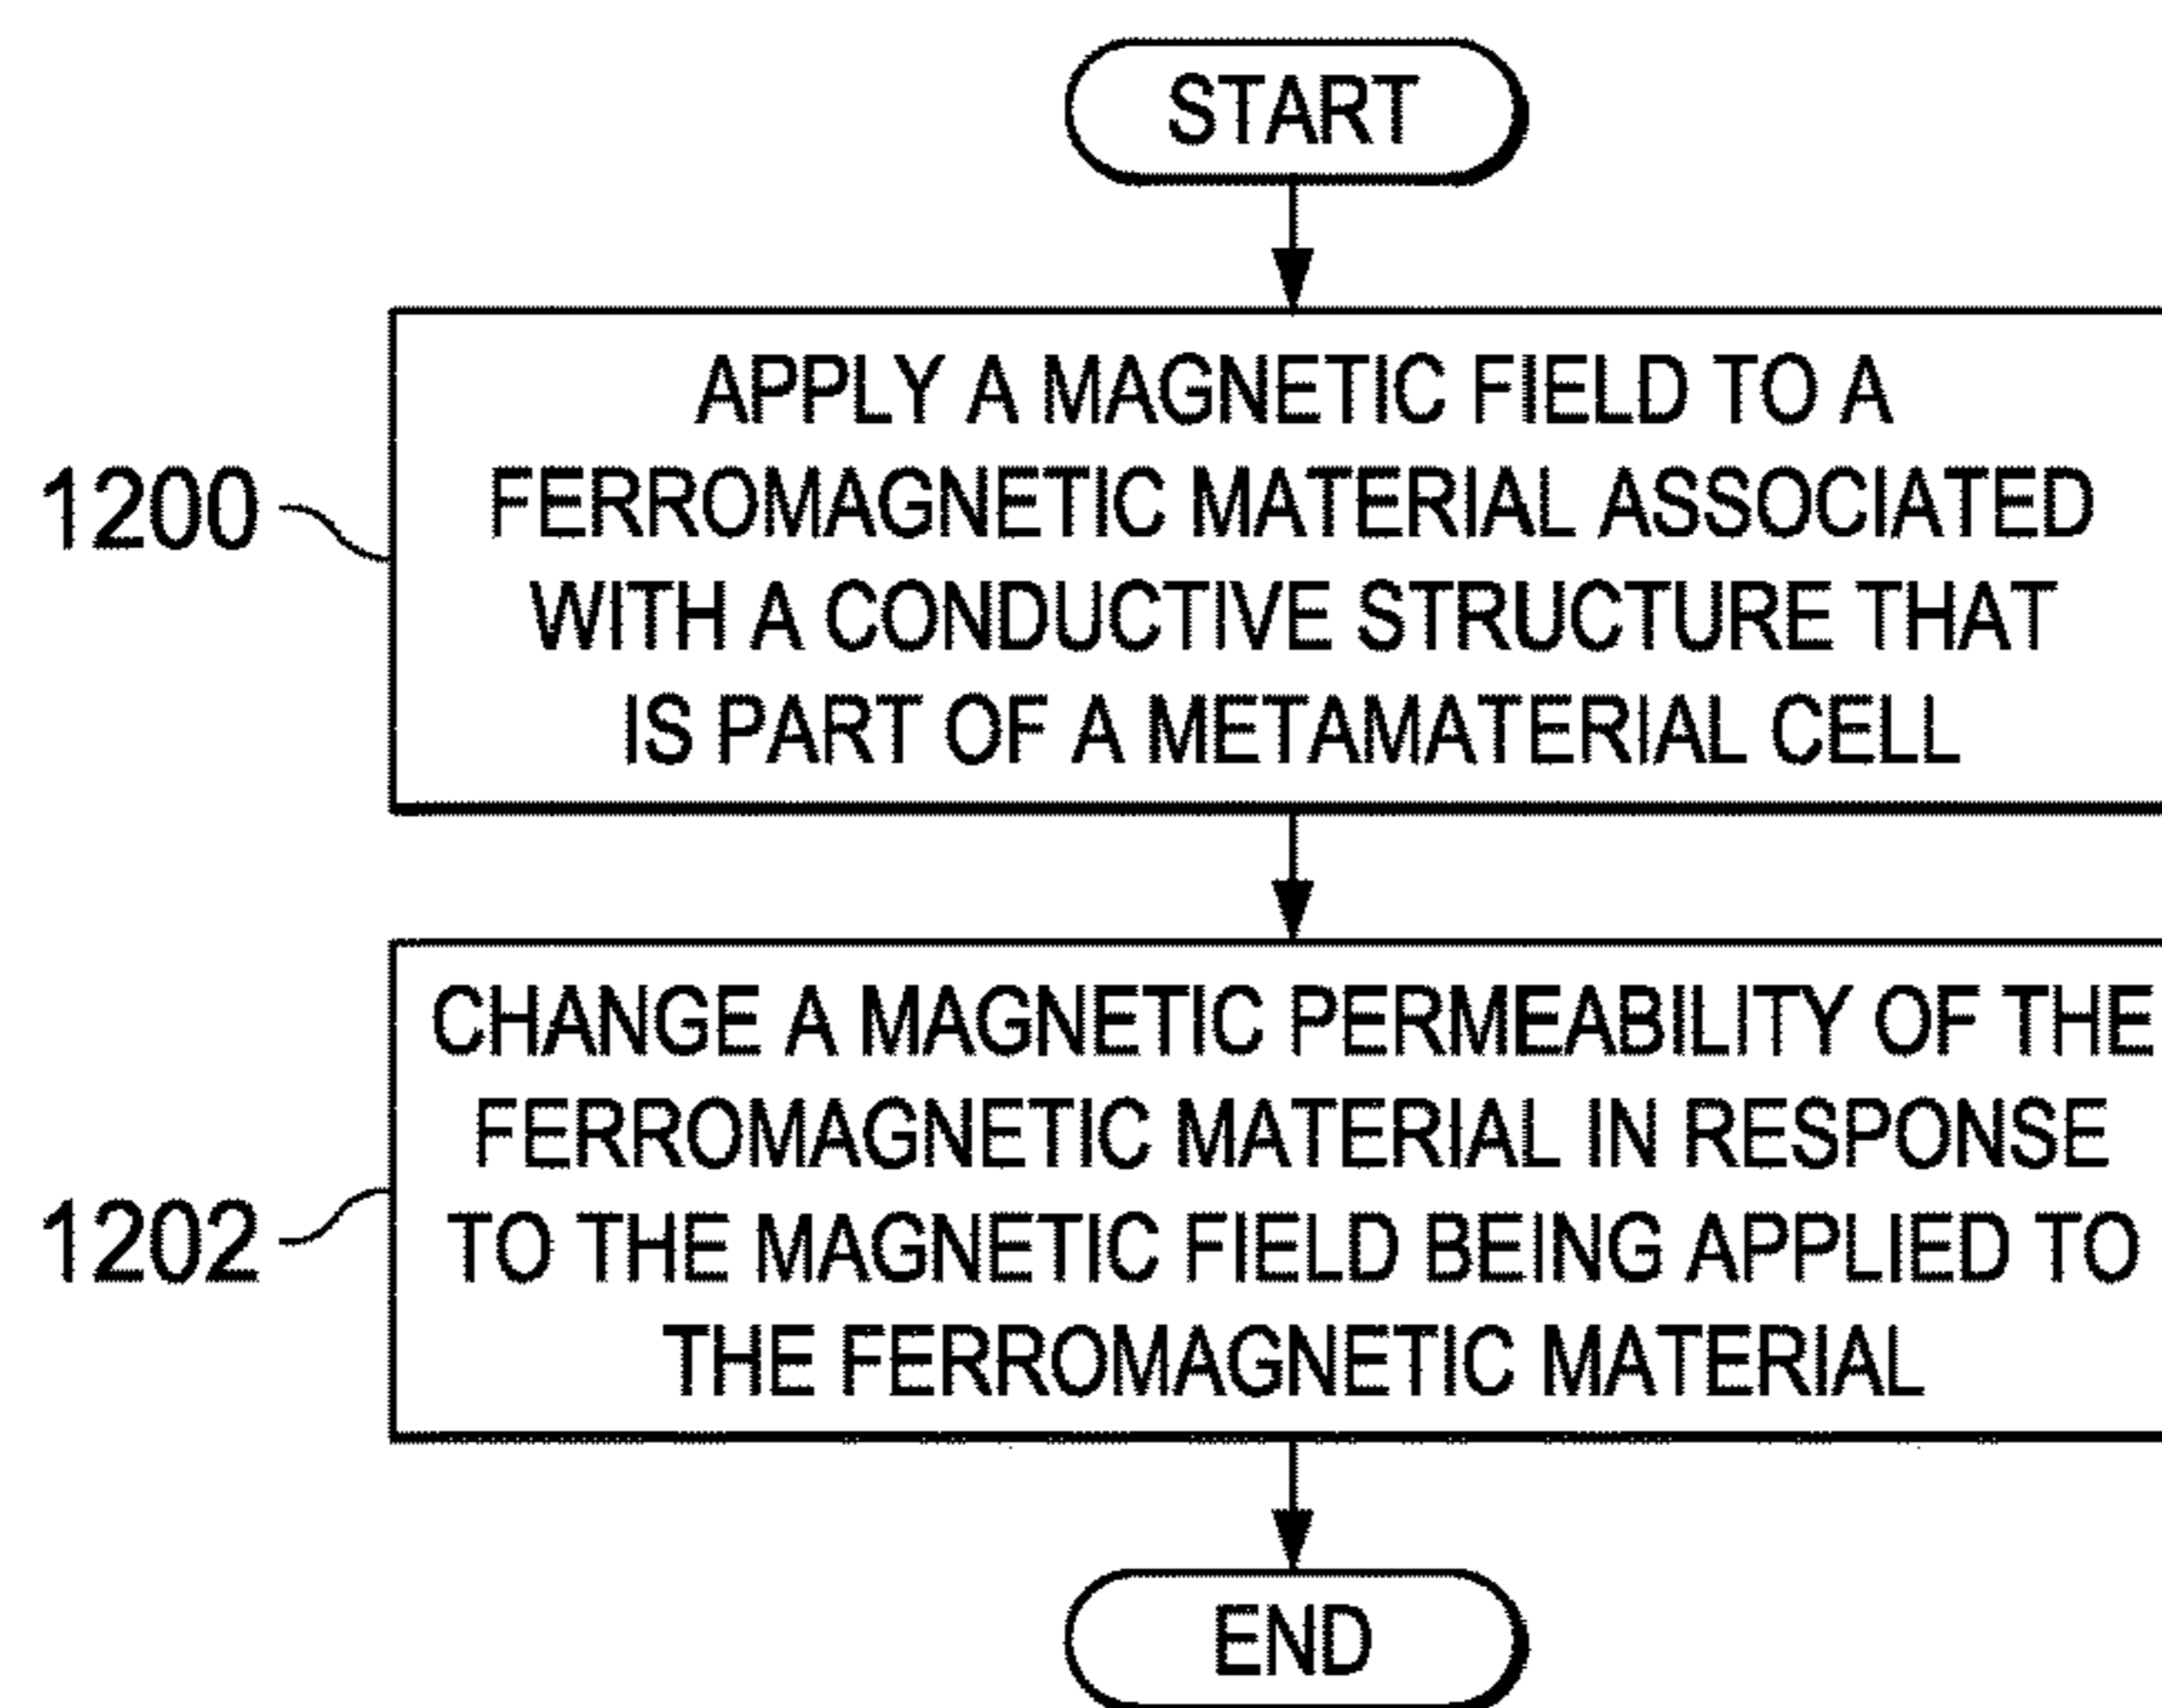 START
APPLY A MAGNETIC FIELD TO A
FERROMAGNETIC MATERIAL ASSOCIATED
WITH A CONDUCTIVE STRUCTURE THAT
IS PART OF A METAMATERIAL CELL
1200
CHANGE A MAGNETIC PERMEABILITY OF THE
FERROMAGNETIC MATERIAL IN RESPONSE
TO THE MAGNETIC FIELD BEING APPLIED TO
THE FERROMAGNETIC MATERIAL
1202
END